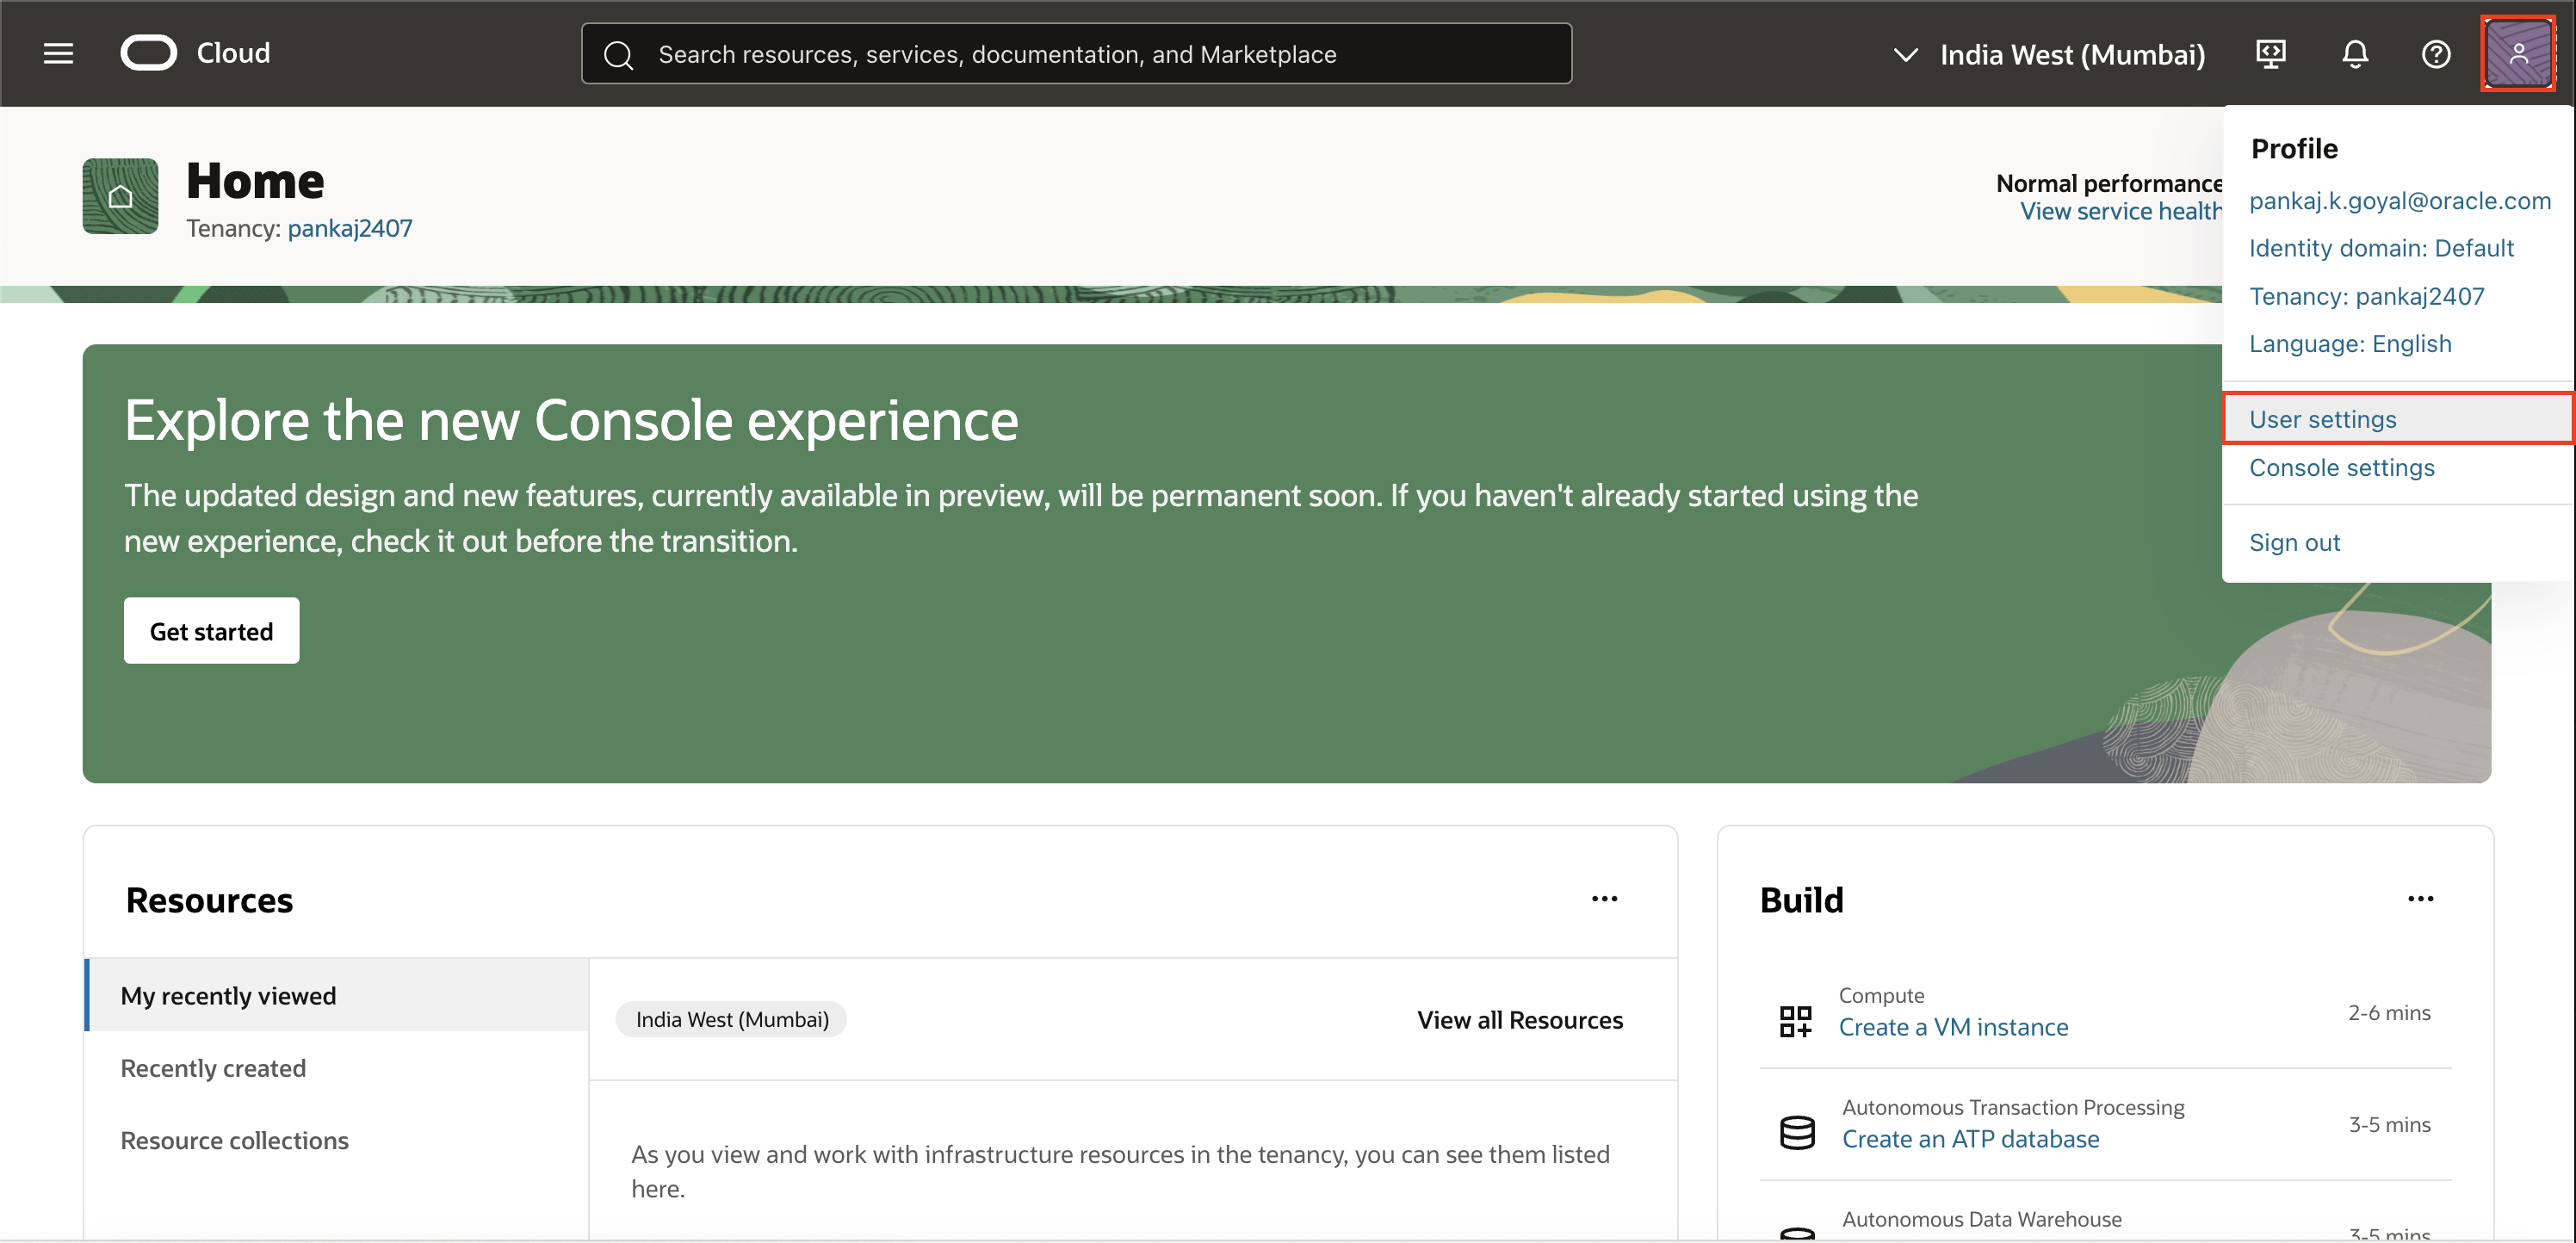 Cloud
Search resources, services, documentation, and Marketplace
India West (Mumbai)
Home
Tenancy: pankaj2407
Normal performance
View service health
Profile
pankaj.k.goyal@oracle.com
Identity domain: Default
Tenancy: pankaj2407
Language: English
User settings
Console settings
Sign out
Explore the new Console experience
The updated design and new features, currently available in preview, will be permanent soon. If you haven't already started using the
new experience, check it out before the transition.
Get started
Resources
My recently viewed
Recently created
Resource collections
India West (Mumbai)
View all Resources
As you view and work with infrastructure resources in the tenancy, you can see them listed
here.
Build
Compute
Create a VM instance
2-6 mins
Autonomous Transaction Processing
Create an ATP database
3-5 mins
Autonomous Data Warehouse
3-5 mins